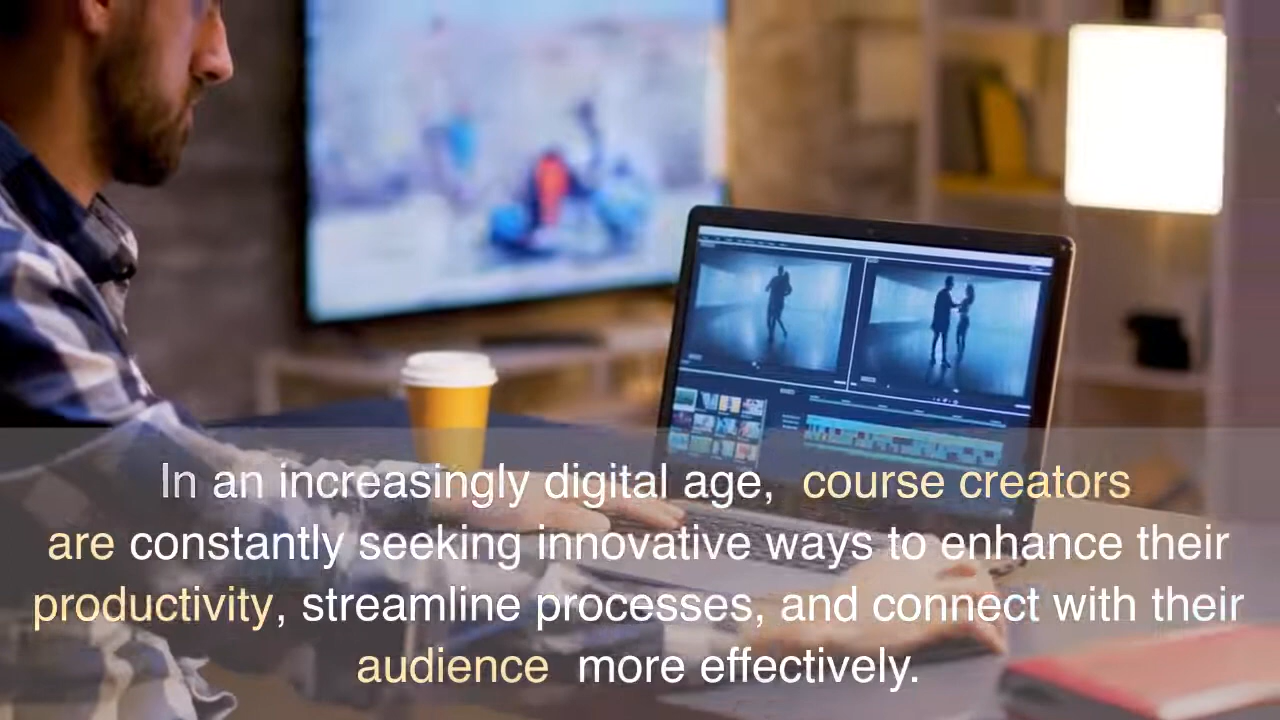 In an increasingly digital age, course creators
are constantly seeking innovative ways to enhance their
productivity, streamline processes, and connect with their
audience more effectively.